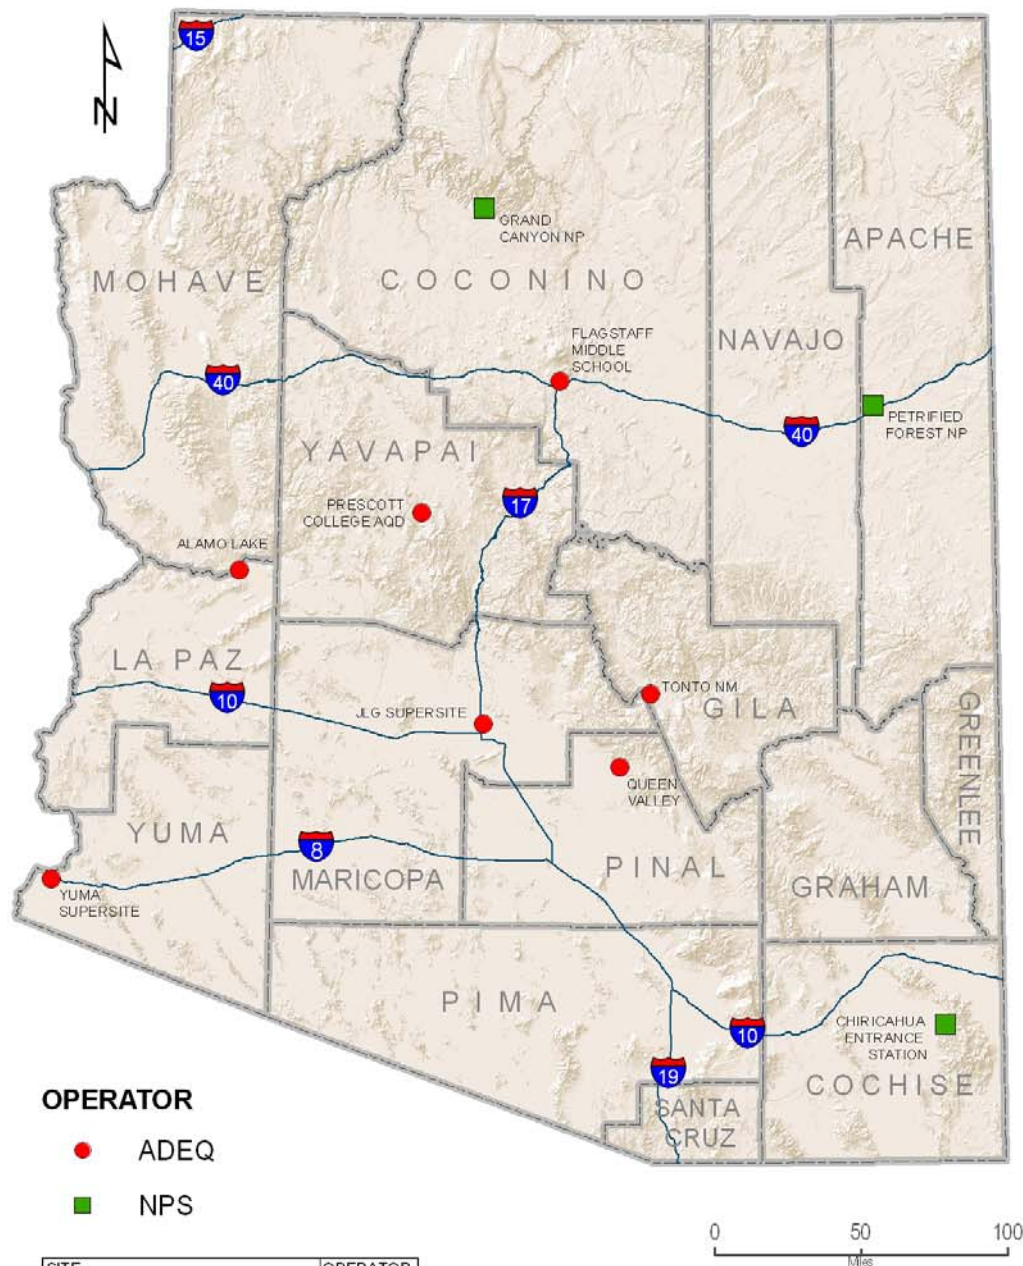 15
N
GRAND
CANYON NP
APACHE
MOHAVE
COCONINO
FLAGSTAFF
MIDDLE
SCHOOL
NAVAJO
40
PETRIFIED
FOREST NP
40
YAVAPAI
17
PRESCOTT
COLLEGE AQD
ALAMO LAKE
LA PAZ
10
TONTO NM
GILA
GREENLEE
JLG SUPERSITE
QUEEN
VALLEY
YUMA
8
MARICOPA
PINAL
GRAHAM
YUMA
SUPERSITE
PIMA
CHIRICAHUA
ENTRANCE
STATION
10
19
COCHISE
SANTA
CRUZ
OPERATOR
ADEQ
NPS
0 50 100
Miles
SITE OPERATOR